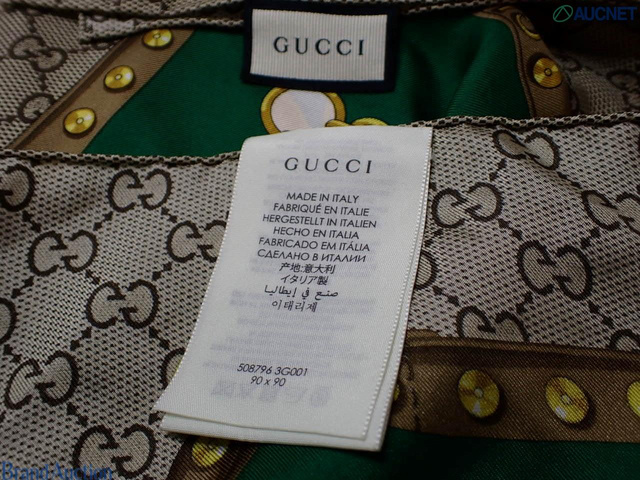 AUCNET
GUCCI
GUCCI
MADE IN ITALY
FABRIQUÉ EN ITALIE
HERGESTELLT IN ITALIEN
HECHO EN ITALIA
FABRICADO EM ITÁLIA
СДЕЛАНО В ИТАЛИИ
产地:意大利
イタリア製
صنع في إيطاليا
이태리제
508796 3G001
90 x 90
Brand Auction